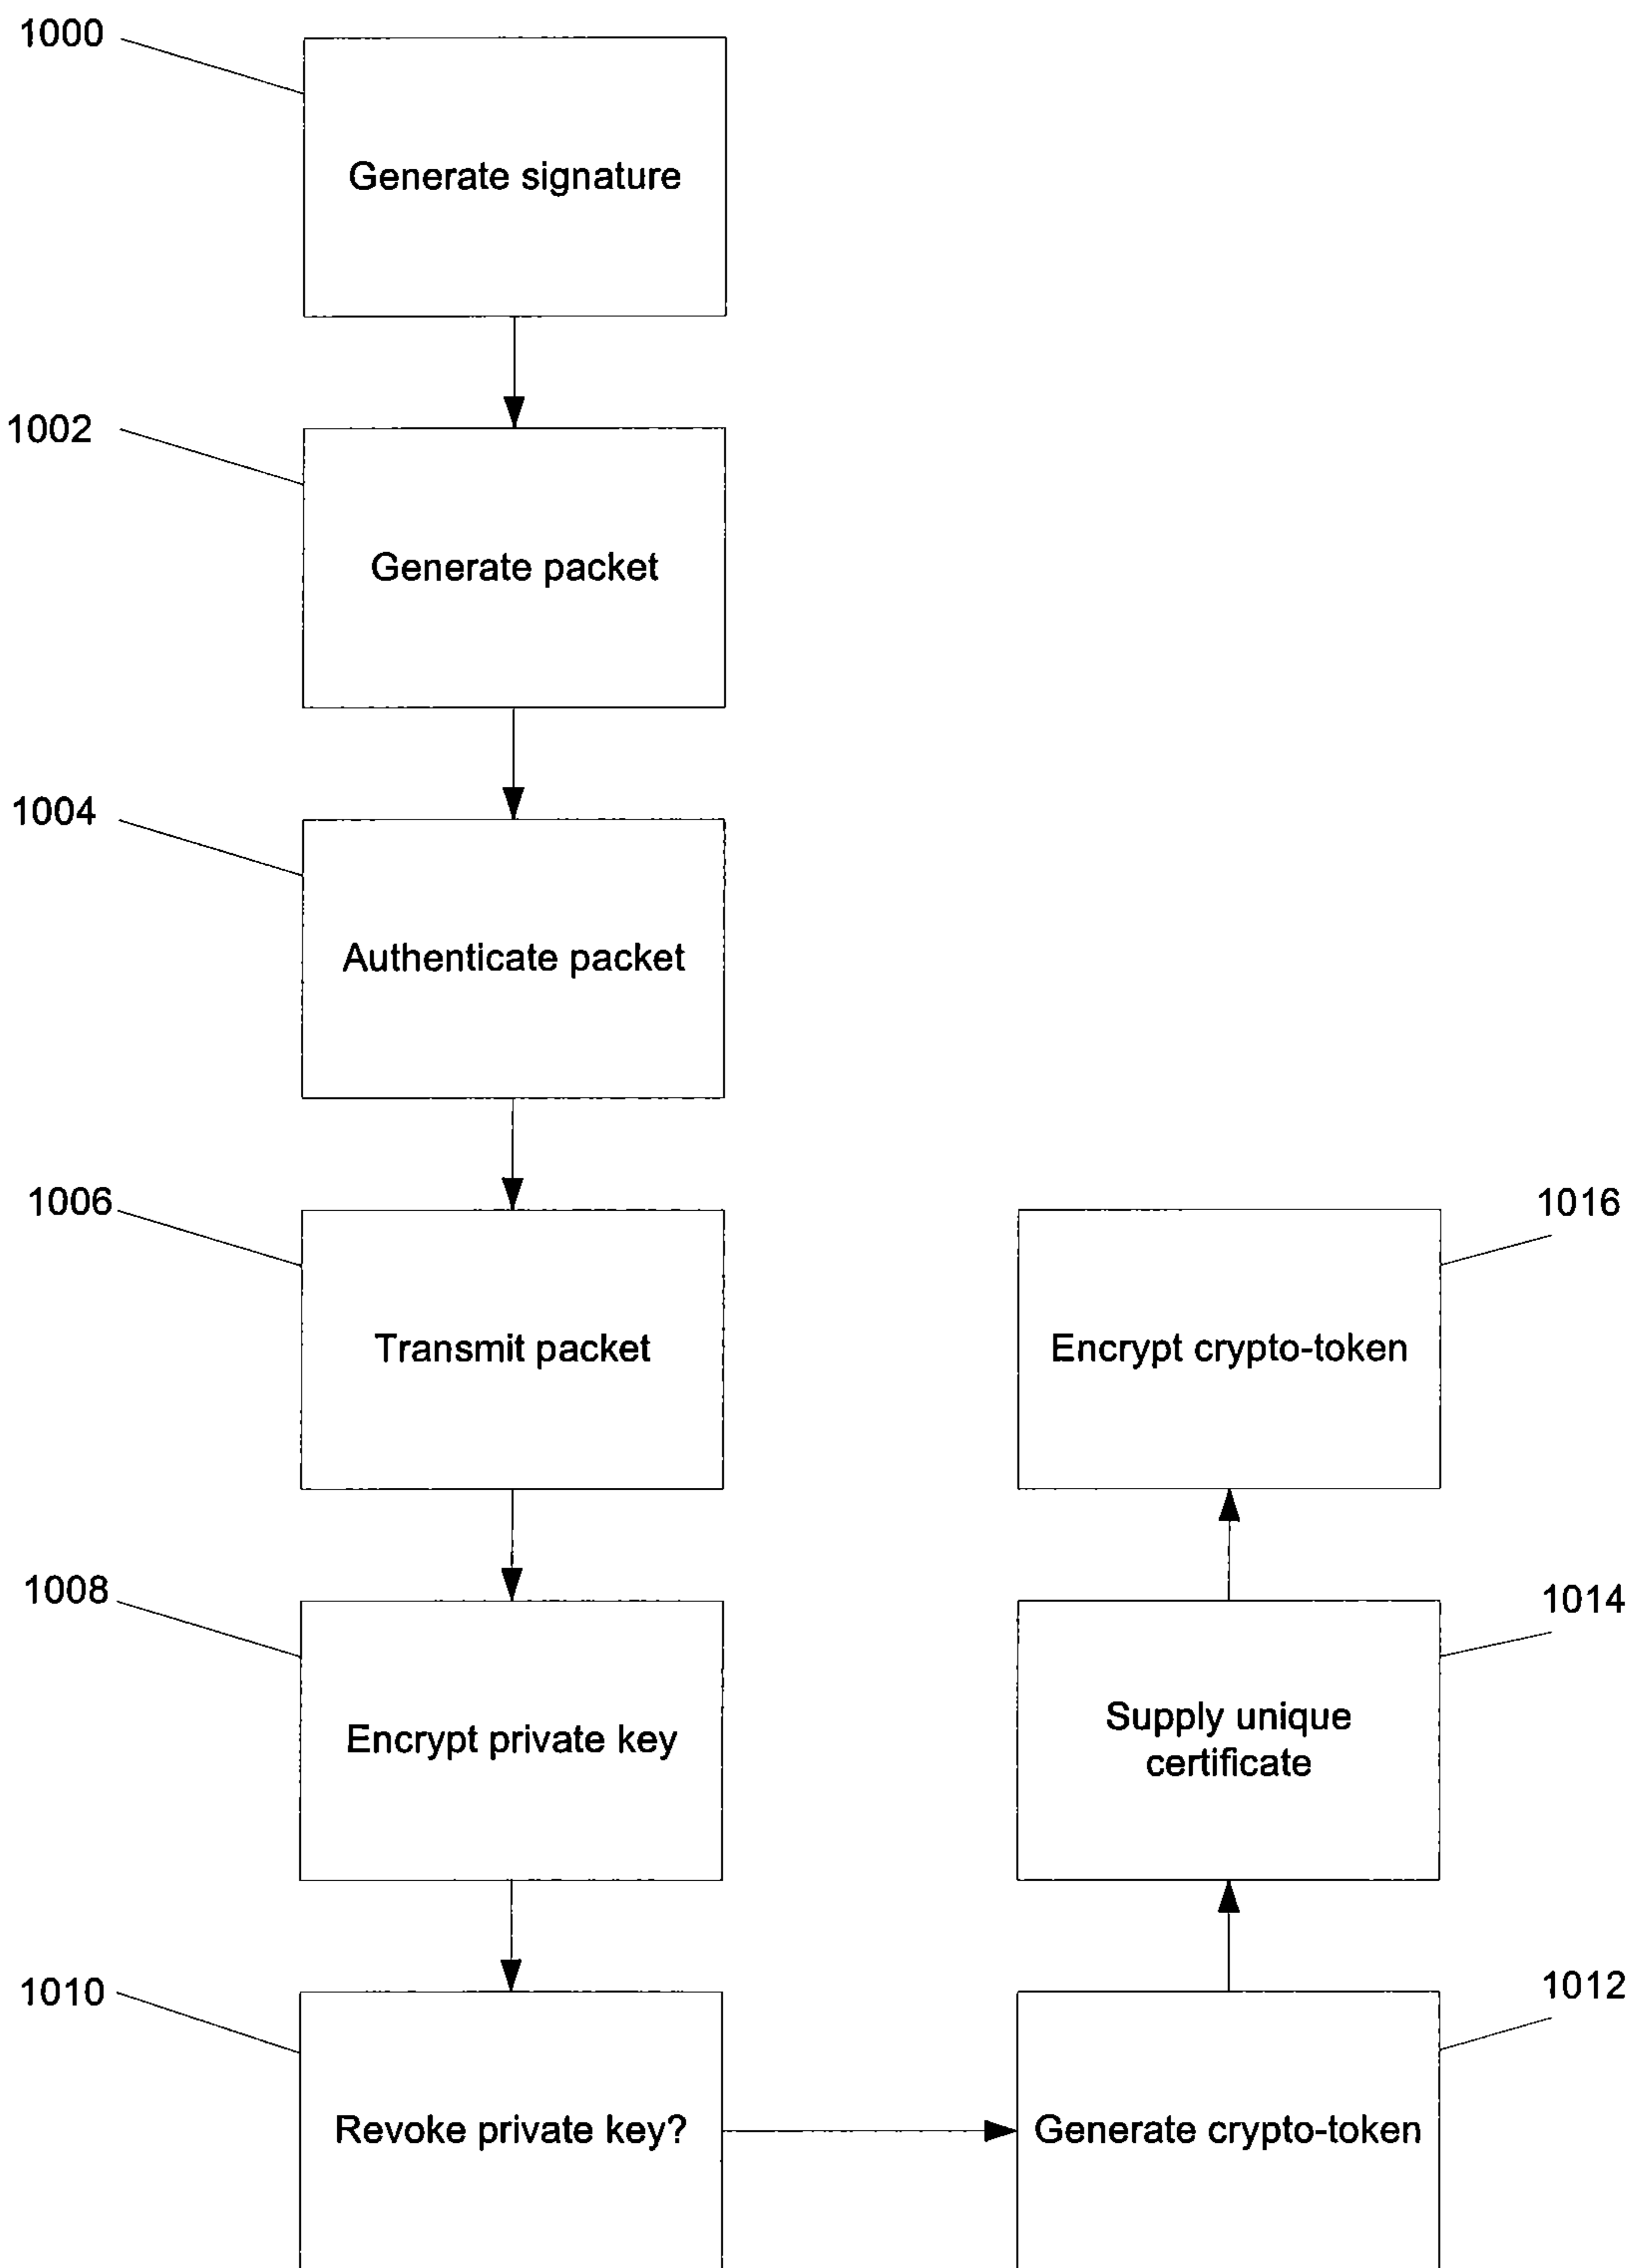 1000
Generate signature
1002
Generate packet
1004
Authenticate packet
1006
Transmit packet
1016
Encrypt crypto-token
1008
Encrypt private key
1014
Supply unique
certificate
1010
Revoke private key?
1012
Generate crypto-token